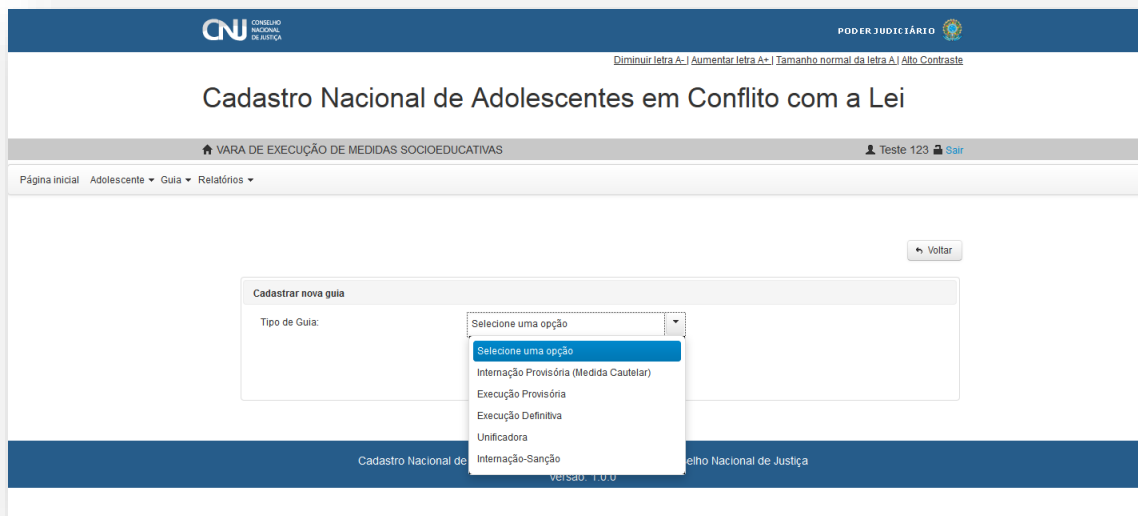 CNJ CONSELHO NACIONAL DE JUSTIÇA
PODER JUDICIÁRIO
Diminuir letra A- | Aumentar letra A+ | Tamanho normal da letra A | Alto Contraste
Cadastro Nacional de Adolescentes em Conflito com a Lei
VARA DE EXECUÇÃO DE MEDIDAS SOCIOEDUCATIVAS
Teste 123 Sair
Página inicial Adolescente Guia Relatórios
Voltar
Cadastrar nova guia
Tipo de Guia:
Selecione uma opção
Selecione uma opção
Internação Provisória (Medida Cautelar)
Execução Provisória
Execução Definitiva
Unificadora
Internação-Sanção
Cadastro Nacional de elho Nacional de Justiça
Versão: 1.0.0